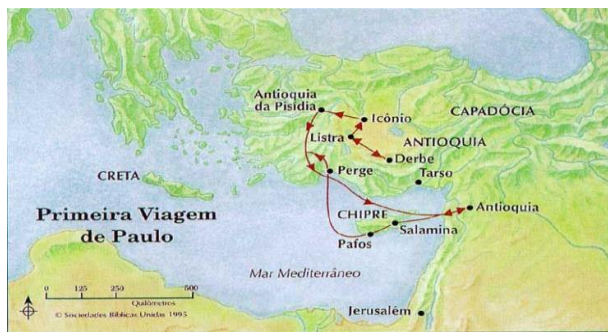 Antioquia
da Pisídia
Icônio
CAPADÓCIA
Listra
ANTIOQUIA
Derbe
Perge
Tarso
CRETA
Primeira Viagem
de Paulo
CHIPRE
Antioquia
Salamina
Pafos
Mar Mediterrâneo
0 125 250 500
Quilômetros
© Sociedades Bíblicas Unidas 1995
Jerusalém